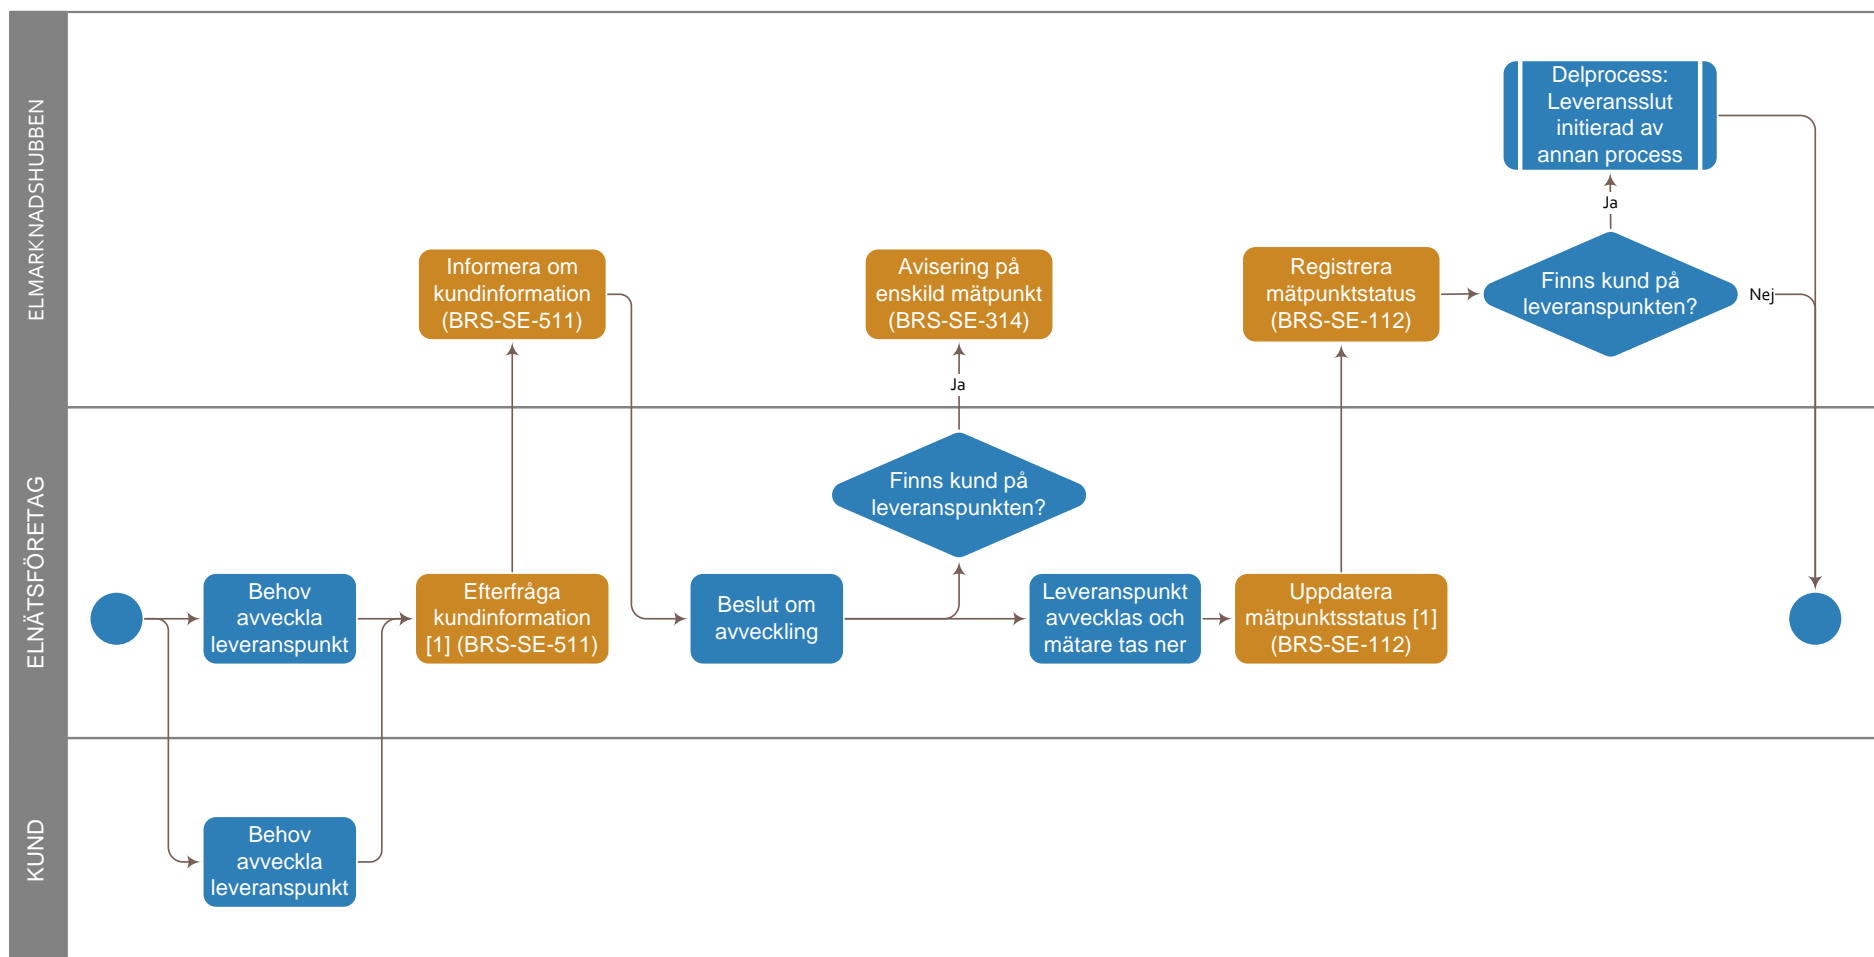 ELMARKNADSHUBBEN
Delprocess:
Leveransslut
initierad av
annan process
Ja
Informera om
kundinformation
(BRS-SE-511)
Avisering på
enskild mätpunkt
(BRS-SE-314)
Registrera
mätpunktstatus
(BRS-SE-112)
Finns kund på
leveranspunkten?
Nej
Ja
ELNÄTSFÖRETAG
Finns kund på
leveranspunkten?
Behov
avveckla
leveranspunkt
Efterfråga
kundinformation
[1] (BRS-SE-511)
Beslut om
avveckling
Leveranspunkt
avvecklas och
mätare tas ner
Uppdatera
mätpunktsstatus [1]
(BRS-SE-112)
KUND
Behov
avveckla
leveranspunkt